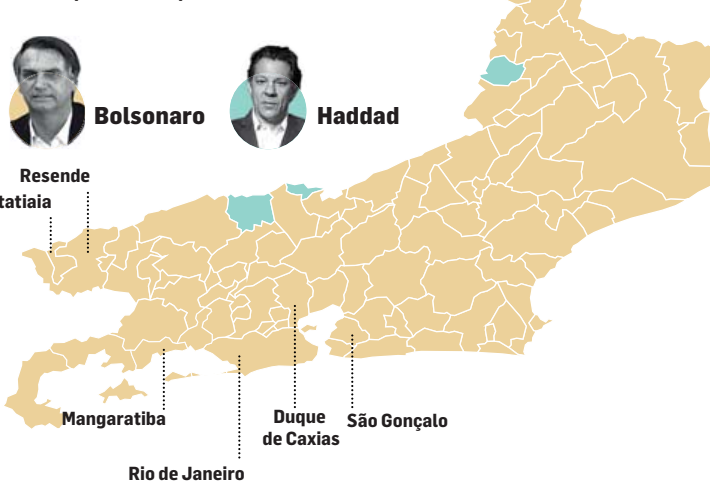 Bolsonaro
Haddad
Resende
tatiaia
Mangaratiba
Duque
de Caxias
São Gonçalo
Rio de Janeiro